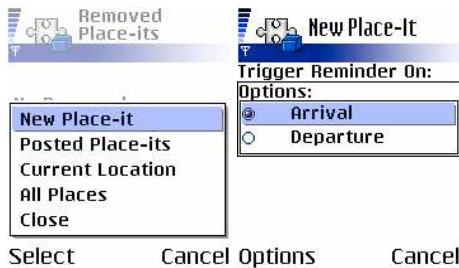 Removed
Place-its
New Place-it
Posted Place-its
Current Location
All Places
Close
Select Cancel
New Place-It
Trigger Reminder On:
Options:
Arrival
Departure
Options Cancel